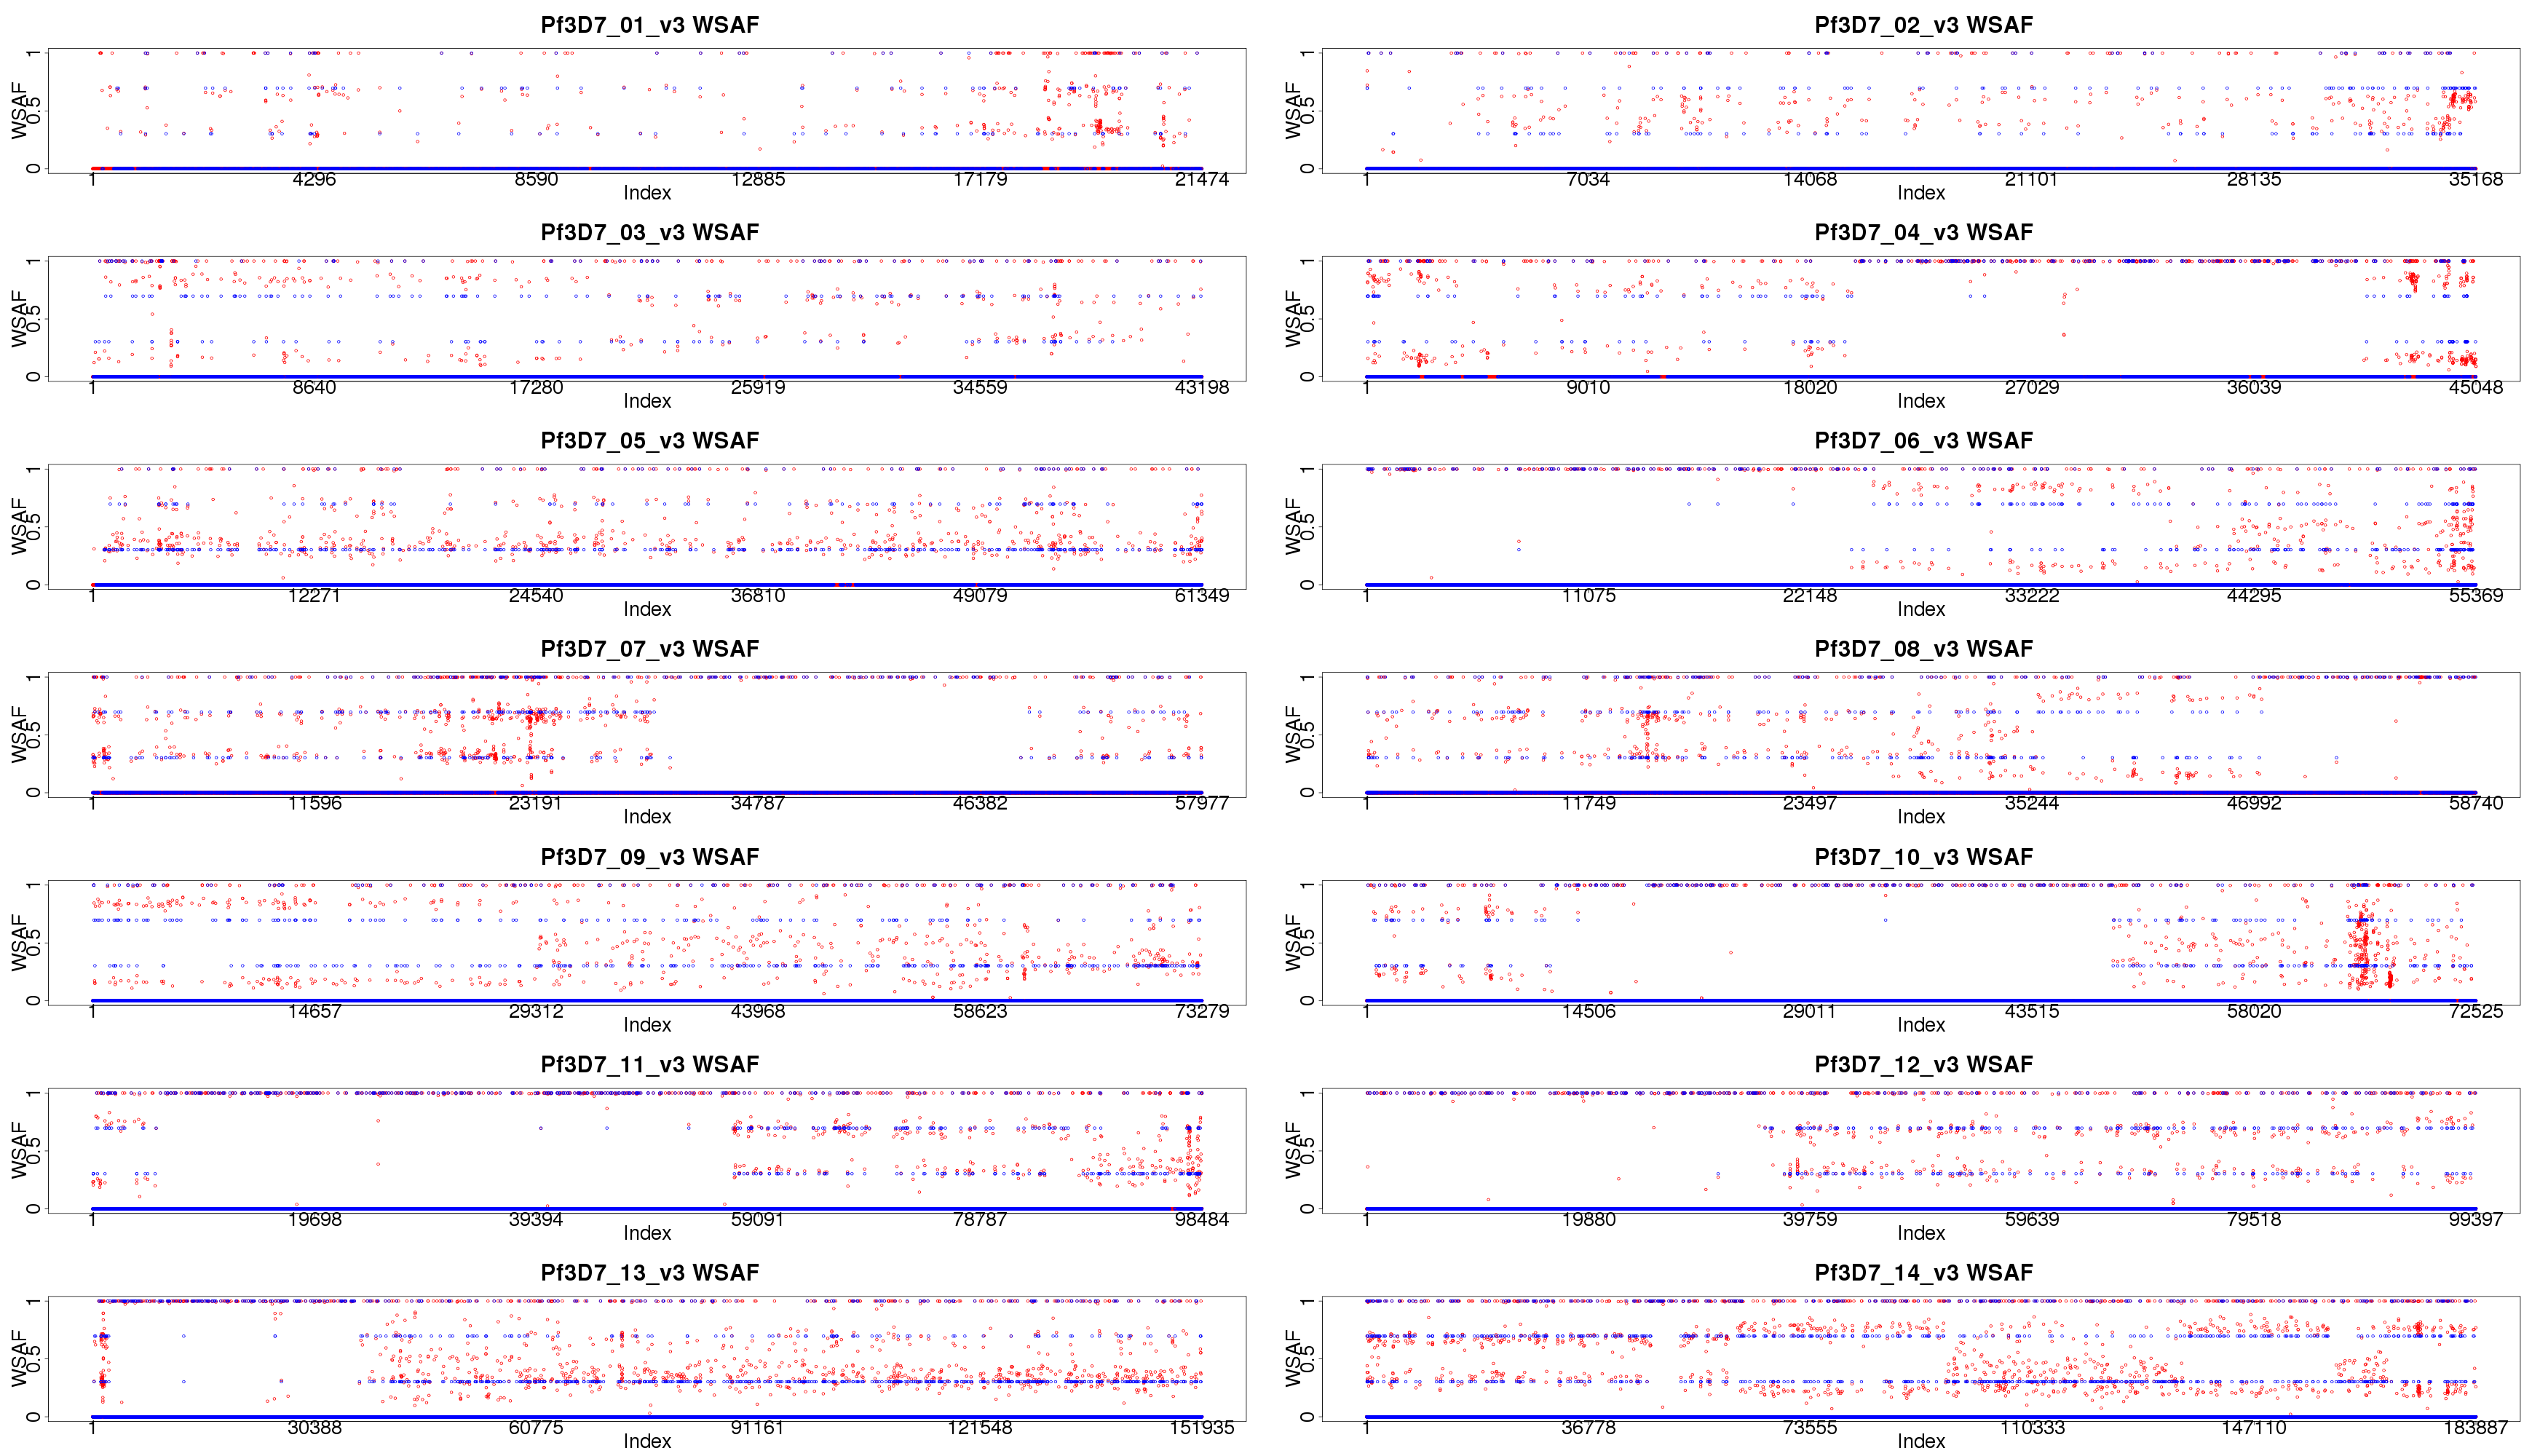 Pf3D7_01_v3 WSAF
WSAF
0 0.5 1
1 4296 8590 12885 17179 21474
Index
Pf3D7_02_v3 WSAF
WSAF
0 0.5 1
1 7034 14068 21101 28135 35168
Index
Pf3D7_03_v3 WSAF
WSAF
0 0.5 1
1 8640 17280 25919 34559 43198
Index
Pf3D7_04_v3 WSAF
WSAF
0 0.5 1
1 9010 18020 27029 36039 45048
Index
Pf3D7_05_v3 WSAF
WSAF
0 0.5 1
1 12271 24540 36810 49079 61349
Index
Pf3D7_06_v3 WSAF
WSAF
0 0.5 1
1 11075 22148 33222 44295 55369
Index
Pf3D7_07_v3 WSAF
WSAF
0 0.5 1
1 11596 23191 34787 46382 57977
Index
Pf3D7_08_v3 WSAF
WSAF
0 0.5 1
1 11749 23497 35244 46992 58740
Index
Pf3D7_09_v3 WSAF
WSAF
0 0.5 1
1 14657 29312 43968 58623 73279
Index
Pf3D7_10_v3 WSAF
WSAF
0 0.5 1
1 14506 29011 43515 58020 72525
Index
Pf3D7_11_v3 WSAF
WSAF
0 0.5 1
1 19698 39394 59091 78787 98484
Index
Pf3D7_12_v3 WSAF
WSAF
0 0.5 1
1 19880 39759 59639 79518 99397
Index
Pf3D7_13_v3 WSAF
WSAF
0 0.5 1
1 30388 60775 91161 121548 151935
Index
Pf3D7_14_v3 WSAF
WSAF
0 0.5 1
1 36778 73555 110333 147110 183887
Index